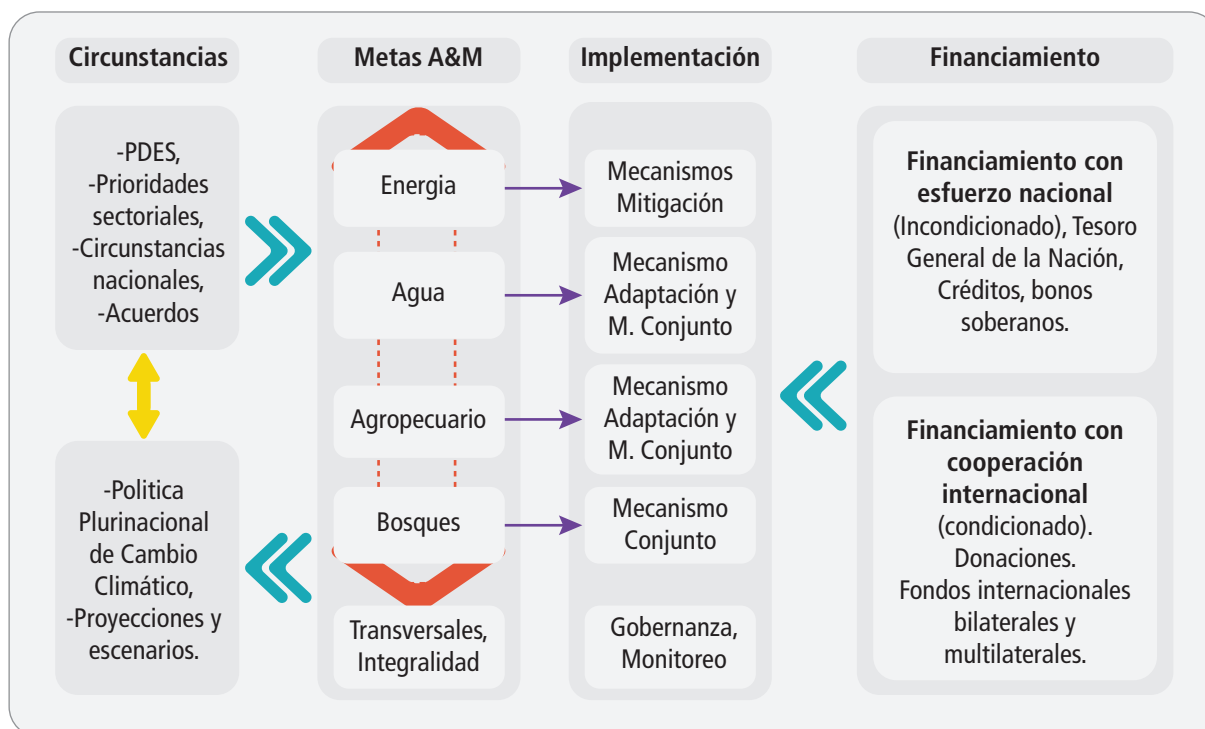 Circunstancias
Metas A&M
Implementación
Financiamiento
-PDES,
-Prioridades
sectoriales,
-Circunstancias
nacionales,
-Acuerdos
-Politica
Plurinacional
de Cambio
Climático,
-Proyecciones y
escenarios.
Energia
Agua
Agropecuario
Bosques
Transversales,
Integralidad
Mecanismos
Mitigación
Mecanismo
Adaptación y
M. Conjunto
Mecanismo
Adaptación y
M. Conjunto
Mecanismo
Conjunto
Gobernanza,
Monitoreo
Financiamiento con
esfuerzo nacional
(Incondicionado), Tesoro
General de la Nación,
Créditos, bonos
soberanos.
Financiamiento con
cooperación
internacional
(condicionado).
Donaciones.
Fondos internacionales
bilaterales y
multilaterales.